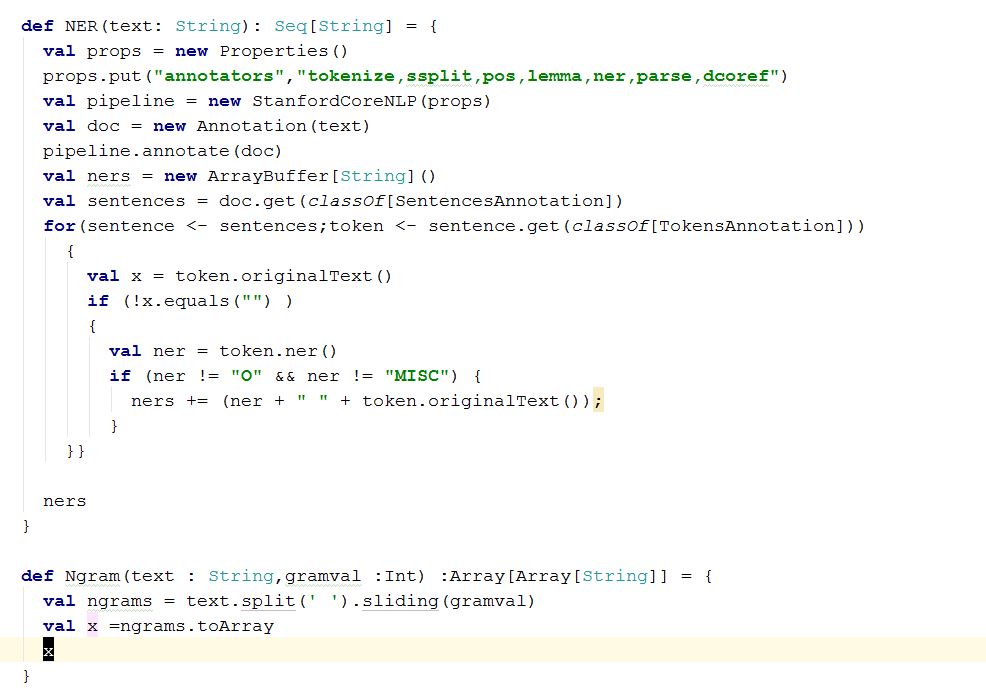 def NER(text: String): Seq[String] = {
  val props = new Properties()
  props.put("annotators","tokenize,ssplit,pos,lemma,ner,parse,dcoref")
  val pipeline = new StanfordCoreNLP(props)
  val doc = new Annotation(text)
  pipeline.annotate(doc)
  val ners = new ArrayBuffer[String]()
  val sentences = doc.get(classOf[SentencesAnnotation])
  for(sentence <- sentences;token <- sentence.get(classOf[TokensAnnotation]))
    {
      val x = token.originalText()
      if (!x.equals("") )
      {
        val ner = token.ner()
        if (ner != "O" && ner != "MISC") {
          ners += (ner + " " + token.originalText());
        }
    }}
  ners
}
def Ngram(text : String,gramval :Int) :Array[Array[String]] = {
  val ngrams = text.split(' ').sliding(gramval)
  val x =ngrams.toArray
  x
}